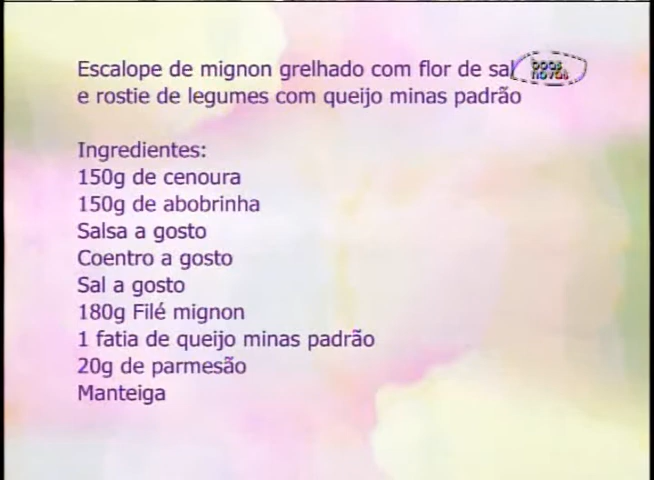 Escalope de mignon grelhado com flor de sal
boas
novas
e rostie de legumes com queijo minas padrão
Ingredientes:
150g de cenoura
150g de abobrinha
Salsa a gosto
Coentro a gosto
Sal a gosto
180g Filé mignon
1 fatia de queijo minas padrão
20g de parmesão
Manteiga